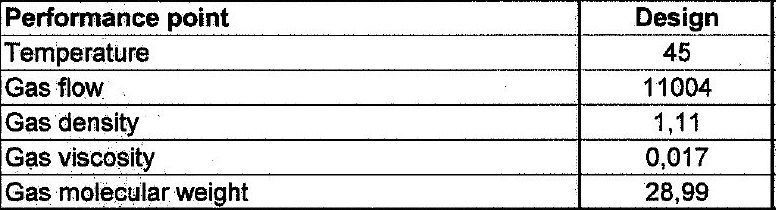 Performance point Design
Temperature 45
Gas flow 11004
Gas density 1,11
Gas viscosity 0,017
Gas molecular weight 28,99